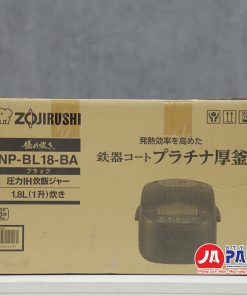 ZOJIRUSHI
極め炊き
NP-BL18-BA
ブラック
圧力IH炊飯ジャー
1.8L(1升)炊き
発熱効率を高めた
鉄器コートプラチナ厚釜
JAPA